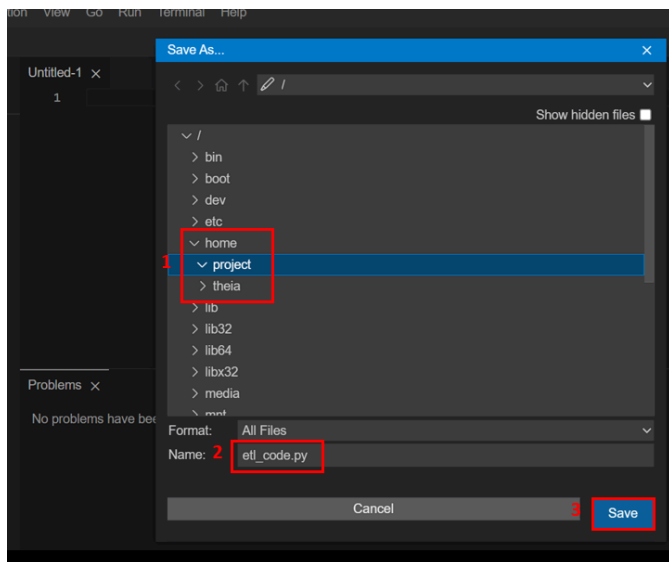 tion View Go Run Terminal Help
Save As...
Untitled-1
/
1
Show hidden files
/
bin
boot
dev
etc
home
1 project
theia
lib
lib32
lib64
libx32
media
mnt
Problems
No problems have bee
Format: All Files
Name: 2 etl_code.py
Cancel
3 Save